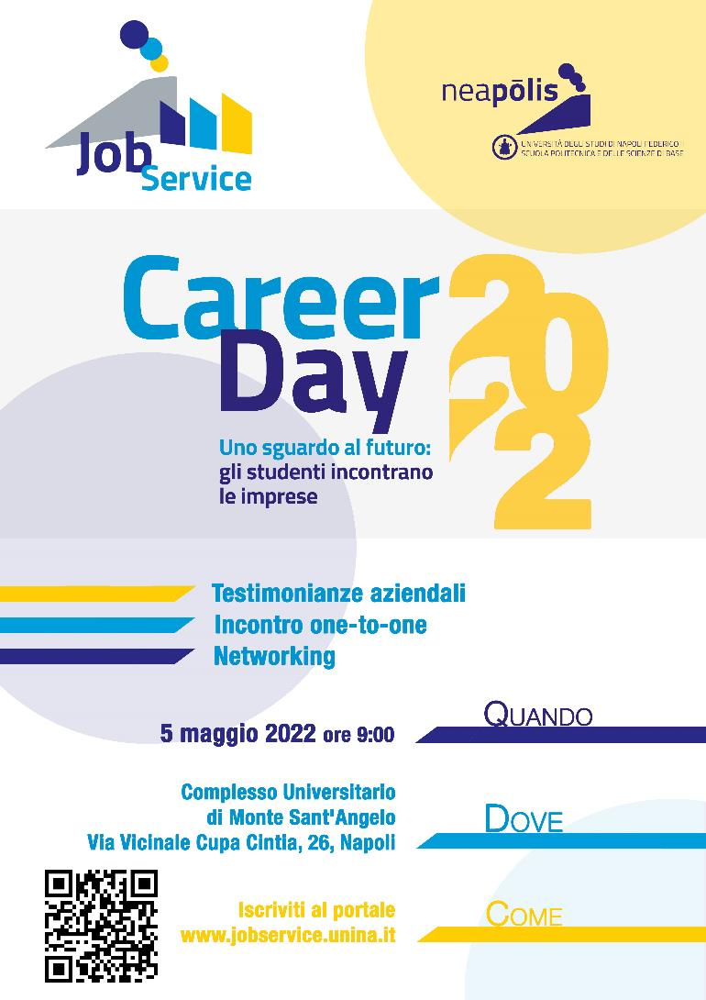 Job
Service
neapōlis
UNIVERSITÀ DEGLI STUDI DI NAPOLI FEDERICO II
SCUOLA POLITECNICA E DELLE SCIENZE DI BASE
Career
Day
2022
Uno sguardo al futuro:
gli studenti incontrano
le imprese
Testimonianze aziendali
Incontro one-to-one
Networking
QUANDO
5 maggio 2022 ore 9:00
DOVE
Complesso Universitario
di Monte Sant'Angelo
Via Vicinale Cupa Cintia, 26, Napoli
COME
Iscriviti al portale
www.jobservice.unina.it